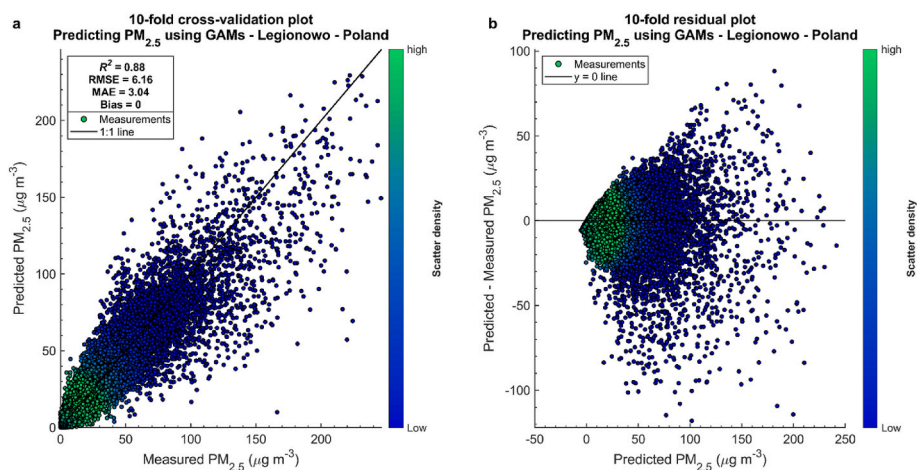 a
10-fold cross-validation plot
Predicting PM2.5 using GAMs - Legionowo - Poland
R² = 0.88
RMSE = 6.16
MAE = 3.04
Bias = 0
Measurements
1:1 line
200
150
100
50
0
Predicted PM2.5 (μg m-3)
0
50
100
150
200
Measured PM2.5 (μg m-3)
high
Scatter density
Low
b
10-fold residual plot
Predicting PM2.5 using GAMs - Legionowo - Poland
Measurements
y = 0 line
100
50
0
-50
-100
Predicted - Measured PM2.5 (μg m-3)
-50
0
50
100
150
200
250
Predicted PM2.5 (μg m-3)
high
Scatter density
Low